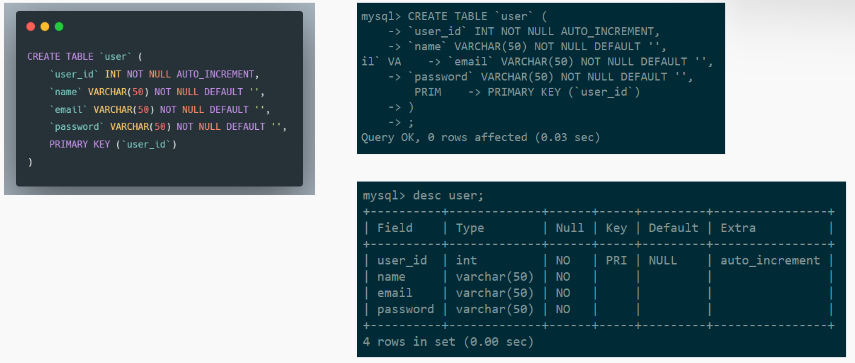 CREATE TABLE `user` (
`user_id` INT NOT NULL AUTO_INCREMENT,
`name` VARCHAR(50) NOT NULL DEFAULT '',
`email` VARCHAR(50) NOT NULL DEFAULT '',
`password` VARCHAR(50) NOT NULL DEFAULT '',
PRIMARY KEY (`user_id`)
)
mysql> CREATE TABLE `user` (
-> `user_id` INT NOT NULL AUTO_INCREMENT,
-> `name` VARCHAR(50) NOT NULL DEFAULT '',
il` VA    -> `email` VARCHAR(50) NOT NULL DEFAULT '',
-> `password` VARCHAR(50) NOT NULL DEFAULT '',
PRIM    -> PRIMARY KEY (`user_id`)
-> )
-> ;
Query OK, 0 rows affected (0.03 sec)
mysql> desc user;
+----------+-------------+------+-----+---------+----------------+
| Field    | Type        | Null | Key | Default | Extra          |
+----------+-------------+------+-----+---------+----------------+
| user_id  | int         | NO   | PRI | NULL    | auto_increment |
| name     | varchar(50) | NO   |     |         |                |
| email    | varchar(50) | NO   |     |         |                |
| password | varchar(50) | NO   |     |         |                |
+----------+-------------+------+-----+---------+----------------+
4 rows in set (0.00 sec)